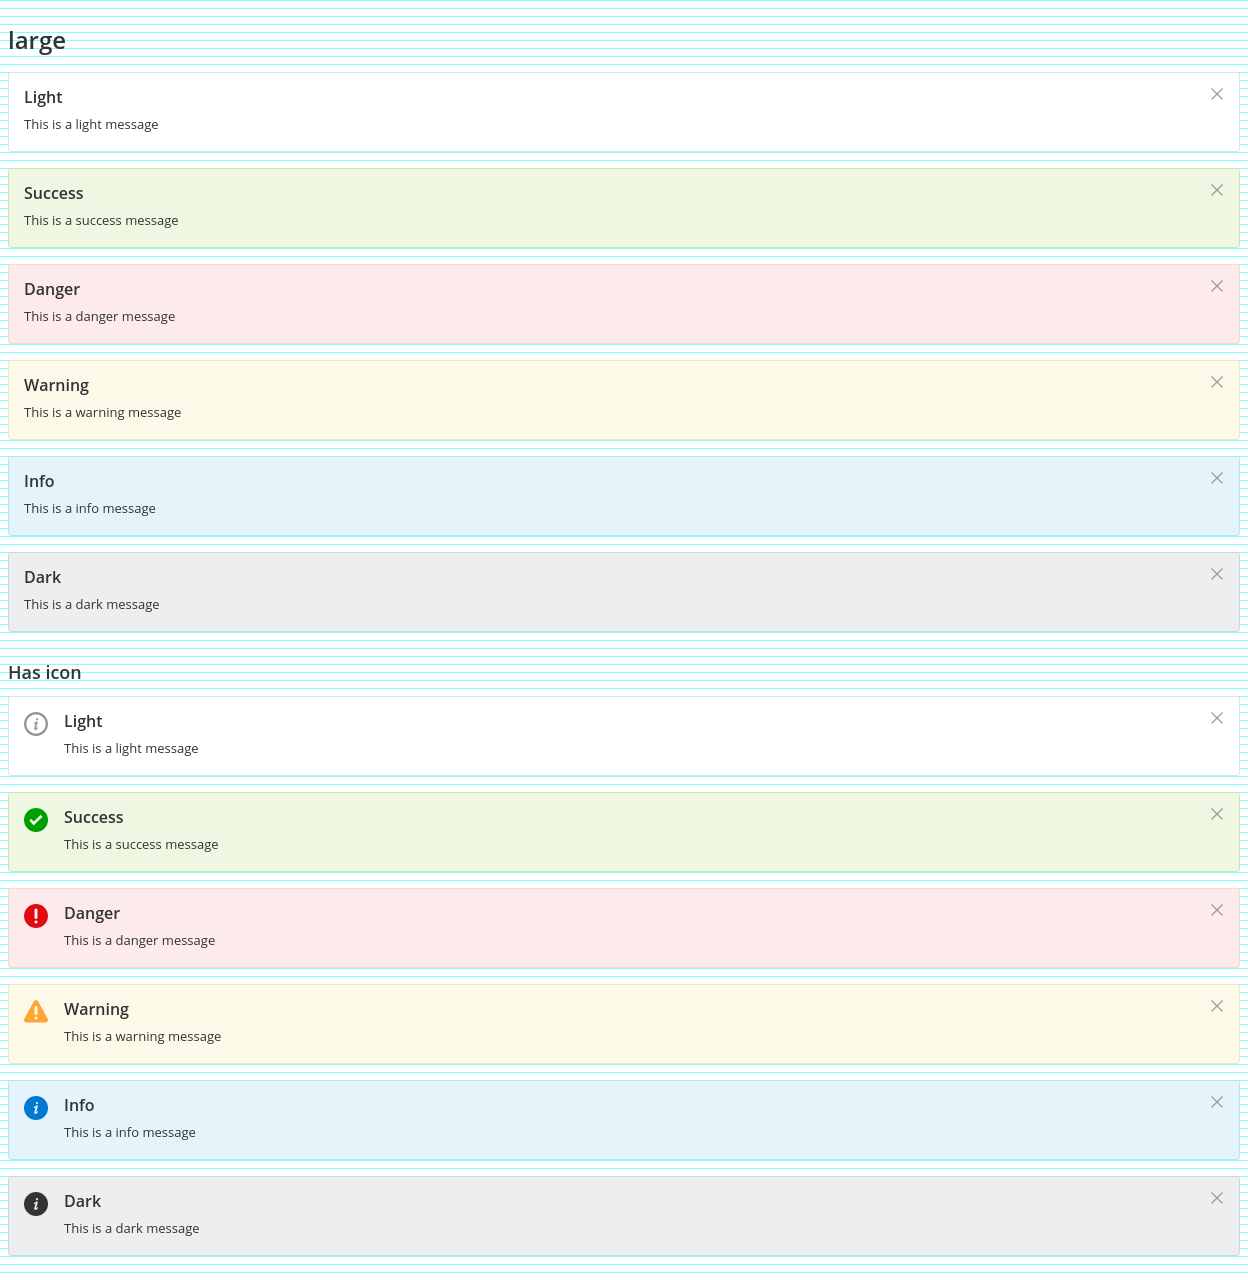 large
Light
This is a light message
Success
This is a success message
Danger
This is a danger message
Warning
This is a warning message
Info
This is a info message
Dark
This is a dark message
Has icon
Light
This is a light message
Success
This is a success message
Danger
This is a danger message
Warning
This is a warning message
Info
This is a info message
Dark
This is a dark message